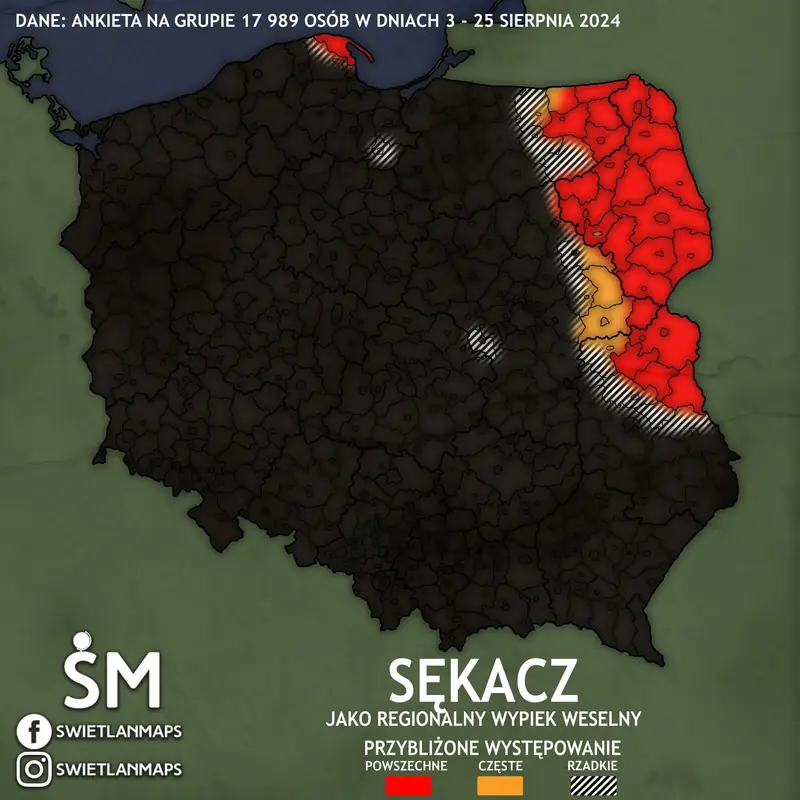 DANE: ANKIETA NA GRUPIE 17 989 OSÓB W DNIACH 3 - 25 SIERPNIA 2024
ŚM
SWIETLANMAPS
SWIETLANMAPS
SĘKACZ
JAKO REGIONALNY WYPIEK WESELNY
PRZYBLIŻONE WYSTĘPOWANIE
POWSZECHNE CZĘSTE RZADKIE